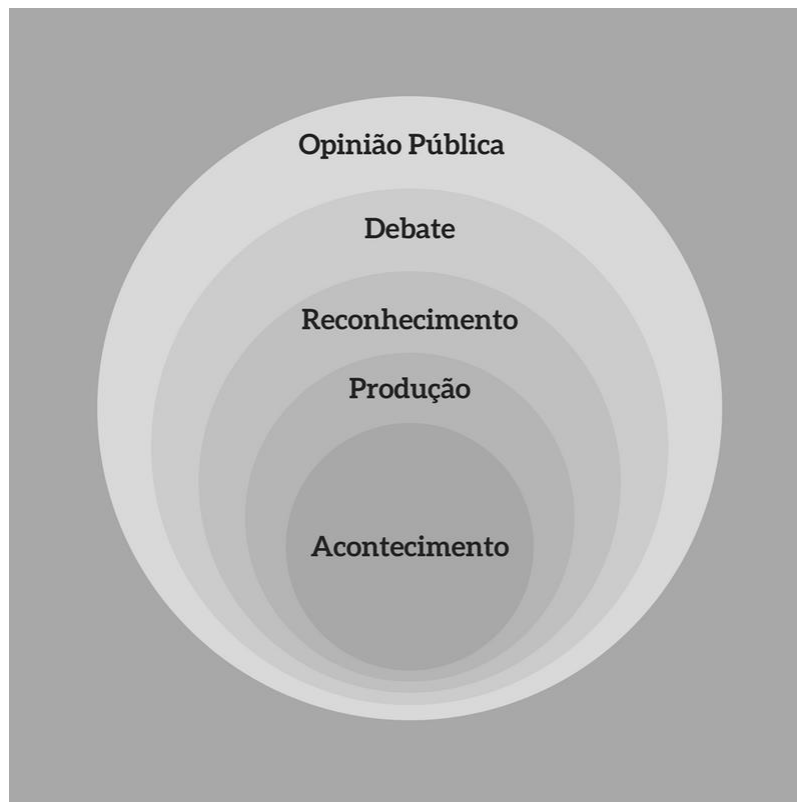 Opinião Pública
Debate
Reconhecimento
Produção
Acontecimento